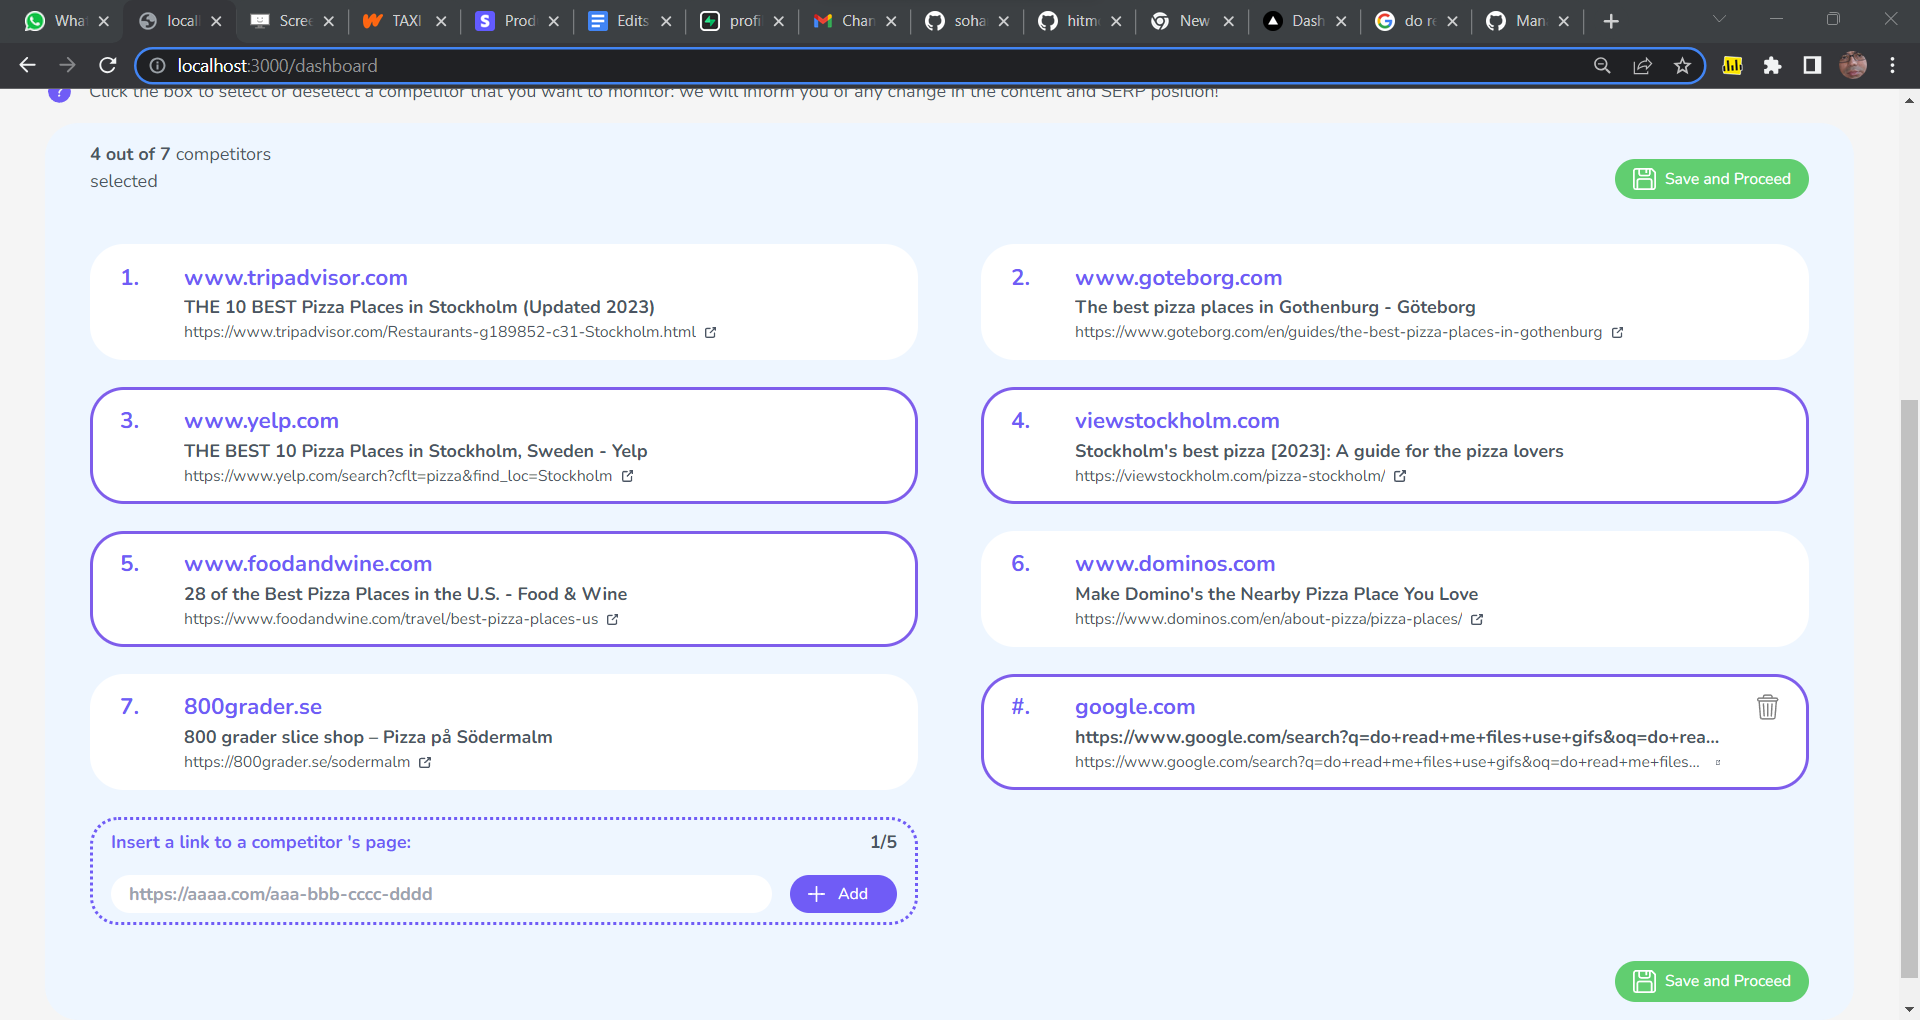 What
locall
Scree
TAXI
Prod
Edits
profil
Chan
soha
hitm
New
Dash
do re
Man
localhost:3000/dashboard
Click the box to select or deselect a competitor that you want to monitor: we will inform you of any change in the content and SERP position!
4 out of 7 competitors
selected
Save and Proceed
1. www.tripadvisor.com
THE 10 BEST Pizza Places in Stockholm (Updated 2023)
https://www.tripadvisor.com/Restaurants-g189852-c31-Stockholm.html
2. www.goteborg.com
The best pizza places in Gothenburg - Göteborg
https://www.goteborg.com/en/guides/the-best-pizza-places-in-gothenburg
3. www.yelp.com
THE BEST 10 Pizza Places in Stockholm, Sweden - Yelp
https://www.yelp.com/search?cflt=pizza&find_loc=Stockholm
4. viewstockholm.com
Stockholm's best pizza [2023]: A guide for the pizza lovers
https://viewstockholm.com/pizza-stockholm/
5. www.foodandwine.com
28 of the Best Pizza Places in the U.S. - Food & Wine
https://www.foodandwine.com/travel/best-pizza-places-us
6. www.dominos.com
Make Domino's the Nearby Pizza Place You Love
https://www.dominos.com/en/about-pizza/pizza-places/
7. 800grader.se
800 grader slice shop – Pizza på Södermalm
https://800grader.se/sodermalm
#. google.com
https://www.google.com/search?q=do+read+me+files+use+gifs&oq=do+rea...
https://www.google.com/search?q=do+read+me+files+use+gifs&oq=do+read+me+files...
Insert a link to a competitor 's page: 1/5
https://aaaa.com/aaa-bbb-cccc-dddd
Add
Save and Proceed